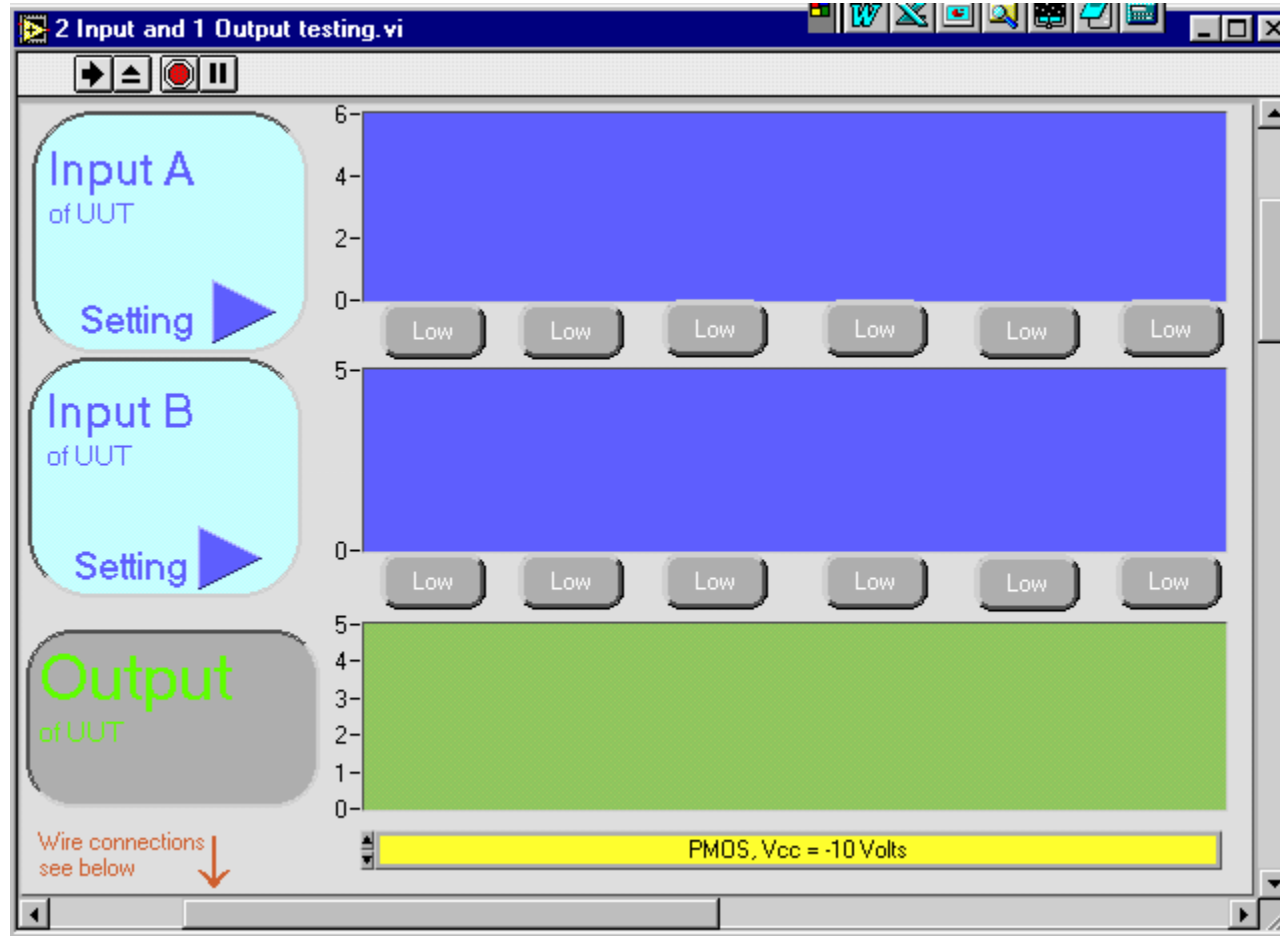 2 Input and 1 Output testing.vi
Input A
of UUT
Setting
6
4
2
0
Low Low Low Low Low Low
Input B
of UUT
Setting
5
0
Low Low Low Low Low Low
Output
of UUT
5
4
3
2
1
0
Wire connections
see below
PMOS, Vcc = -10 Volts